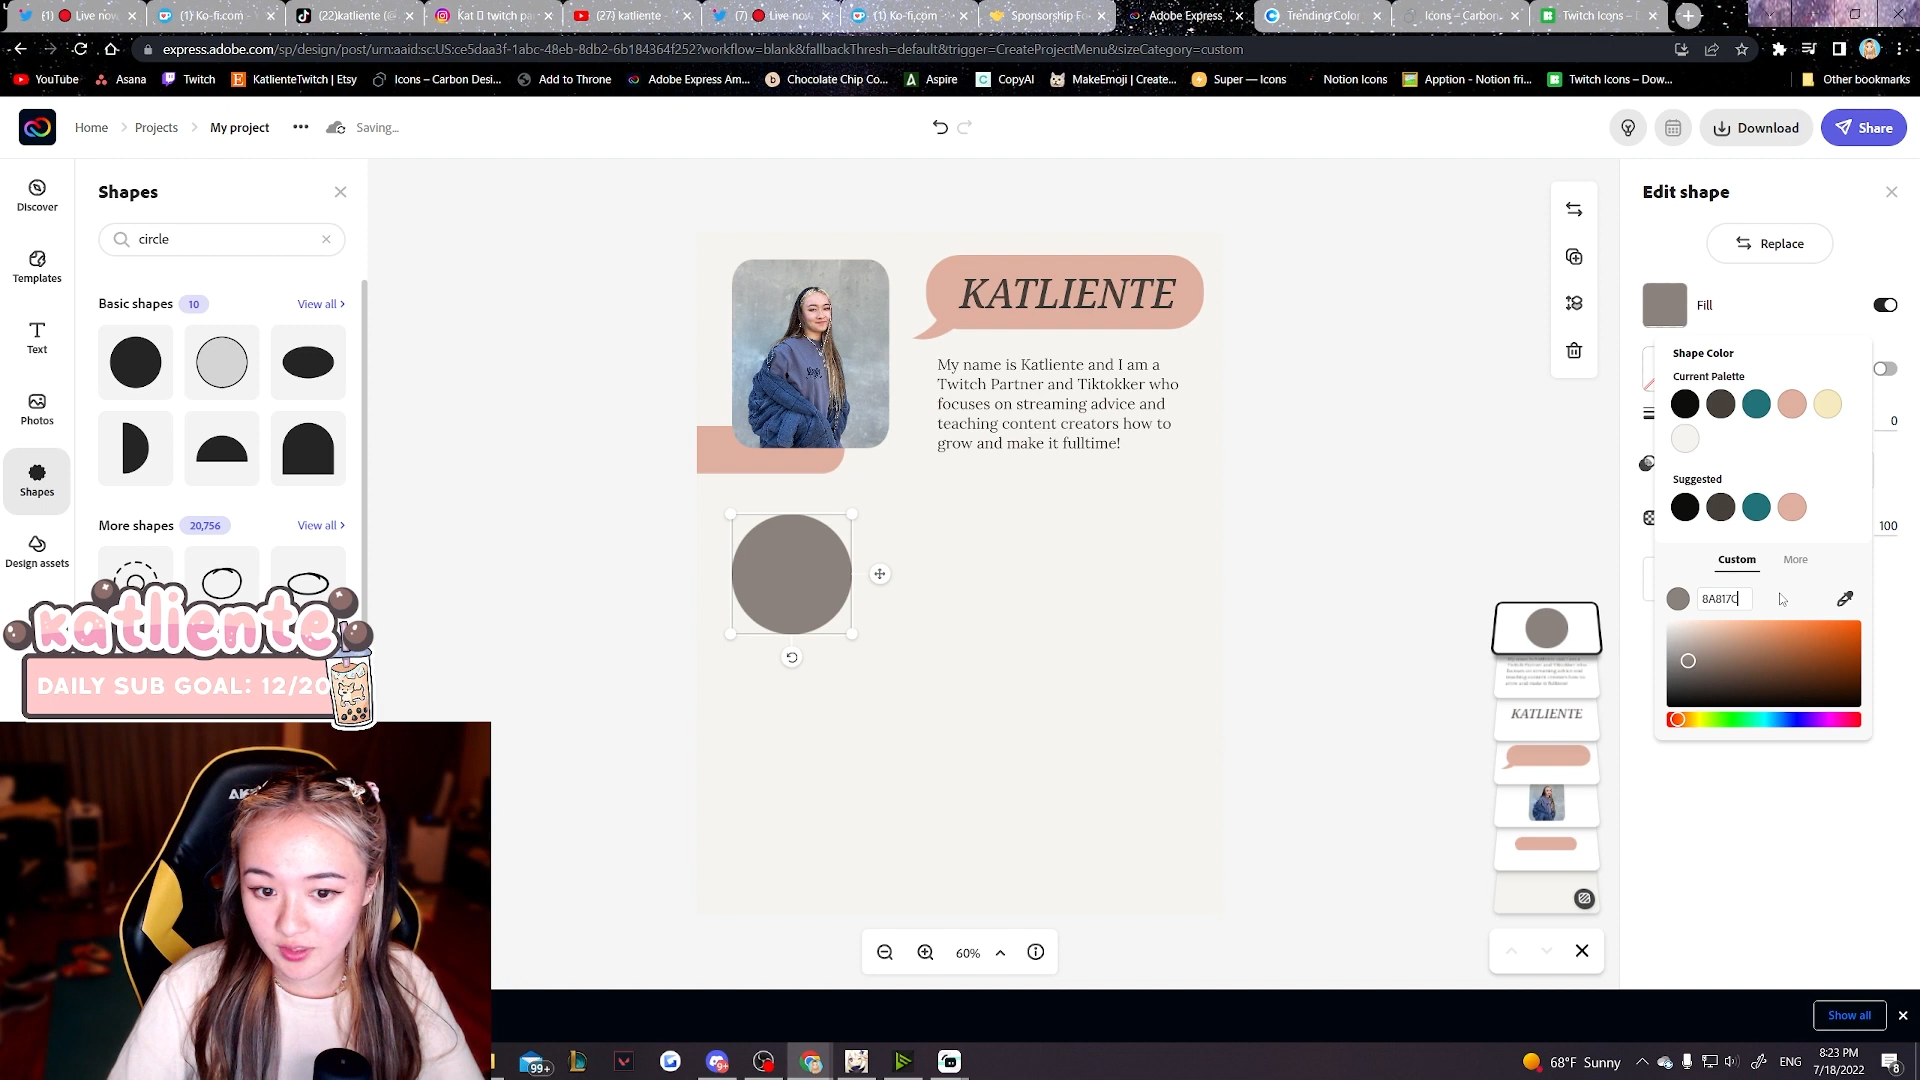 (1) 🔴 Live now
(1) Ko-fi.com
(22)katliente (@
Kat 🧋 twitch pa
(27) katliente
(7) 🔴 Live now
(1) Ko-fi.com
Sponsorship Fo
Adobe Express
Trending Color
Icons – Carbon
Twitch Icons – D
express.adobe.com/sp/design/post/urn:aaid:sc:US:ce5daa3f-1abc-48eb-8db2-6b184364f252?workflow=blank&fallbackThresh=default&trigger=CreateProjectMenu&sizeCategory=custom
YouTube
Asana
Twitch
KatlienteTwitch | Etsy
Icons – Carbon Desi...
Add to Throne
Adobe Express Am...
Chocolate Chip Co...
Aspire
CopyAI
MakeEmoji | Create...
Super — Icons
Notion Icons
Apption - Notion fri...
Twitch Icons – Dow...
Other bookmarks
Home
Projects
My project
•••
Saving...
Download
Share
Discover
Templates
Text
Photos
Shapes
Design assets
Shapes
circle
Basic shapes 10 View all
More shapes 20,756 View all
KATLIENTE
My name is Katliente and I am a
Twitch Partner and Tiktokker who
focuses on streaming advice and
teaching content creators how to
grow and make it fulltime!
KATLIENTE
60%
Edit shape
Replace
Fill
Shape Color
Current Palette
0
Suggested
100
Custom More
8A817C
katliente
DAILY SUB GOAL: 12/20
AK
Show all
99+
9+
68°F Sunny
ENG
8:23 PM
7/18/2022
8